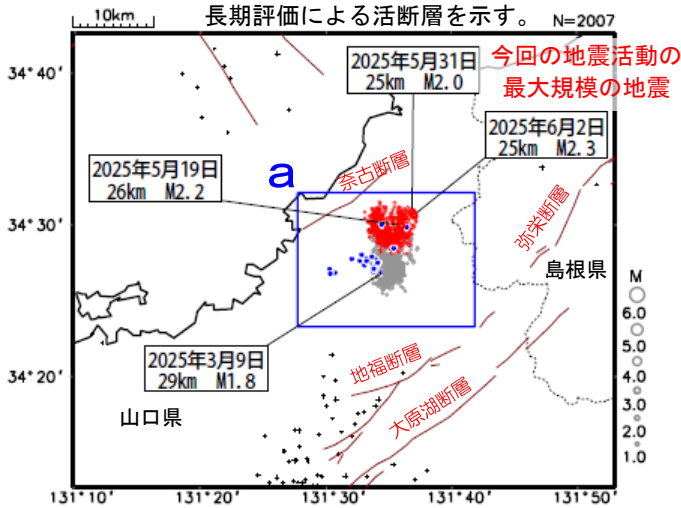 10km
長期評価による活断層を示す。
N=2007
34°40'
2025年5月31日
25km M2.0
今回の地震活動の
最大規模の地震
2025年6月2日
25km M2.3
2025年5月19日
26km M2.2
a
奈古断層
34°30'
弥栄断層
島根県
M
6.0
5.0
4.0
3.0
2.0
1.0
2025年3月9日
29km M1.8
34°20'
地福断層
大原湖断層
山口県
131°10' 131°20' 131°30' 131°40' 131°50'